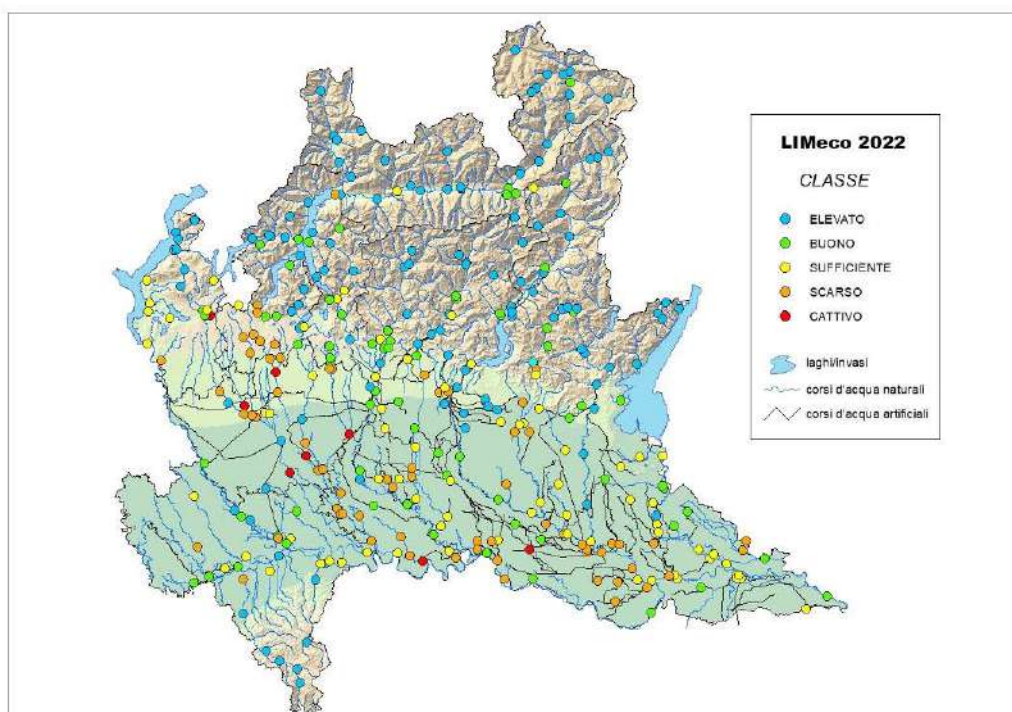 LIMeco 2022
CLASSE
ELEVATO
BUONO
SUFFICIENTE
SCARSO
CATTIVO
laghi/invasi
corsi d'acqua naturali
corsi d'acqua artificiali